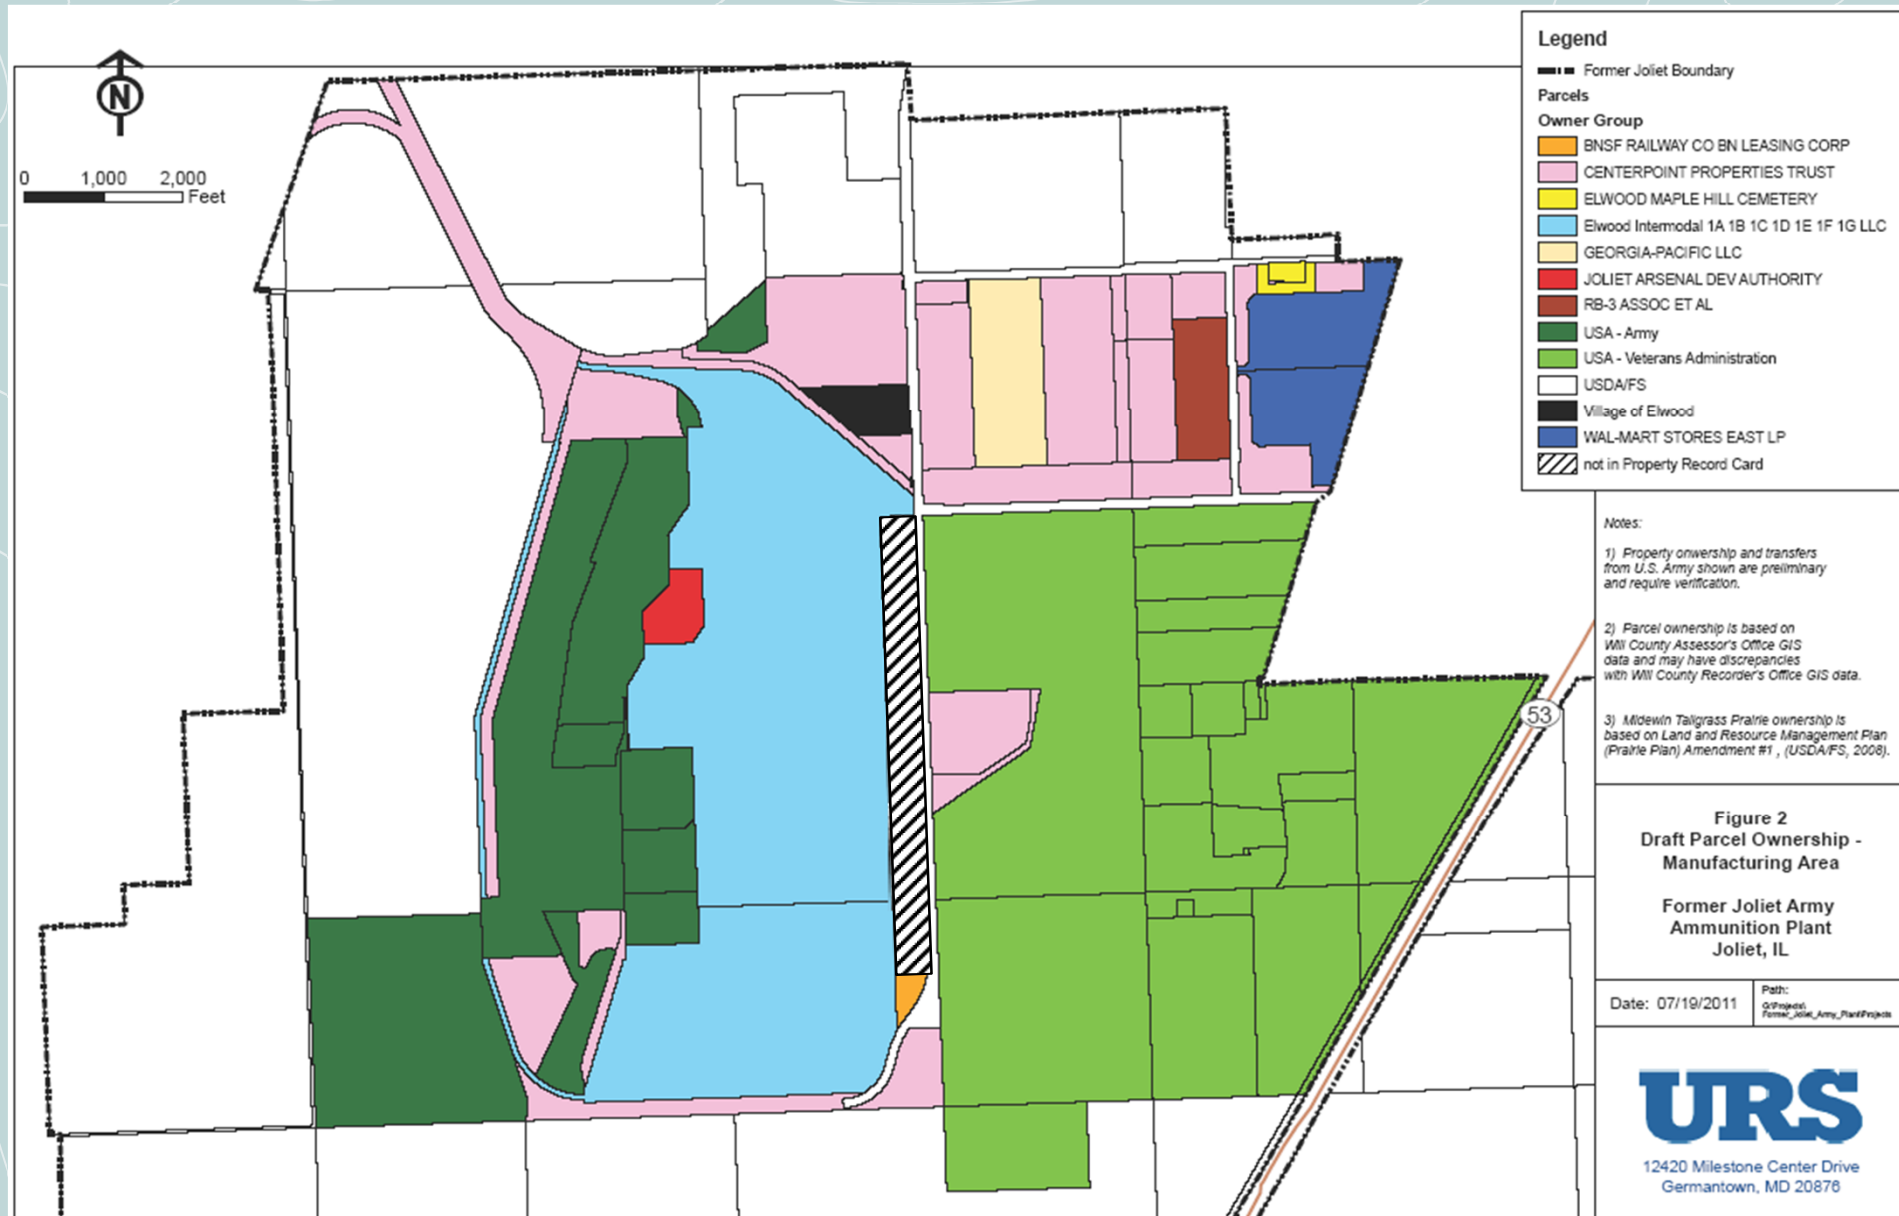 N
0 1,000 2,000
Feet
Legend
Former Joliet Boundary
Parcels
Owner Group
BNSF RAILWAY CO BN LEASING CORP
CENTERPOINT PROPERTIES TRUST
ELWOOD MAPLE HILL CEMETERY
Elwood Intermodal 1A 1B 1C 1D 1E 1F 1G LLC
GEORGIA-PACIFIC LLC
JOLIET ARSENAL DEV AUTHORITY
RB-3 ASSOC ET AL
USA - Army
USA - Veterans Administration
USDA/FS
Village of Elwood
WAL-MART STORES EAST LP
not in Property Record Card
Notes:
1) Property onwership and transfers
from U.S. Army shown are preliminary
and require verification.
2) Parcel ownership is based on
Will County Assessor's Office GIS
data and may have discrepancies
with Will County Recorder's Office GIS data.
3) Midewin Tallgrass Prairie ownership is
based on Land and Resource Management Plan
(Prairie Plan) Amendment #1 , (USDA/FS, 2008).
53
Figure 2
Draft Parcel Ownership -
Manufacturing Area
Former Joliet Army
Ammunition Plant
Joliet, IL
Date: 07/19/2011
Path:
G:\Projects\
Former_Joliet_Army_Plant\Projects
URS
12420 Milestone Center Drive
Germantown, MD 20876